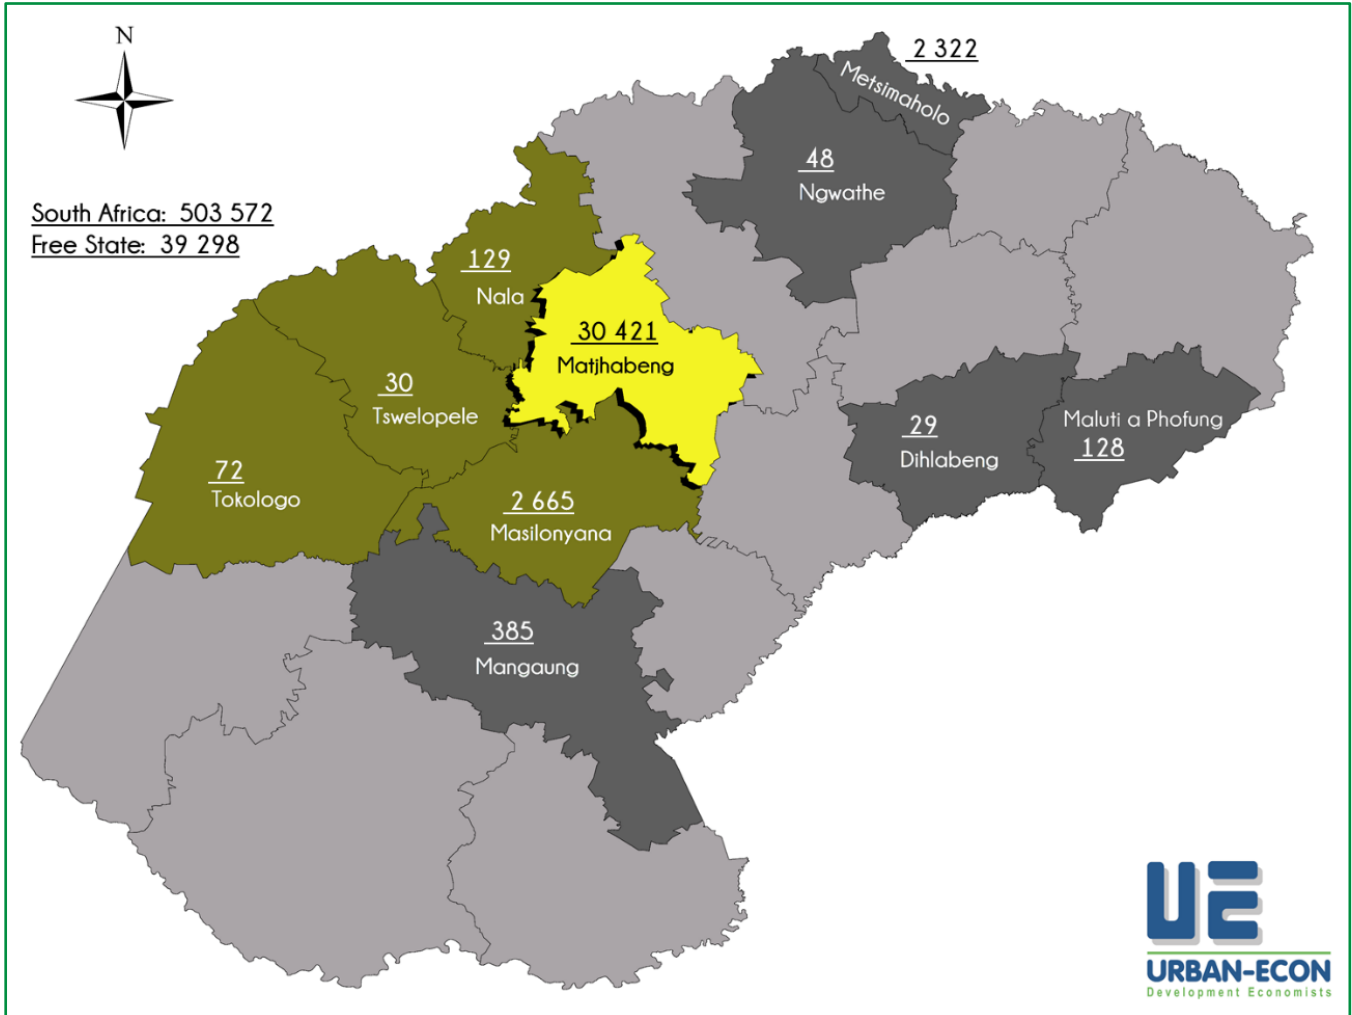 N
2 322
Metsimaholo
48
Ngwathe
South Africa: 503 572
Free State: 39 298
129
Nala
30 421
Matjhabeng
30
Tswelopele
29
Dihlabeng
Maluti a Phofung
128
72
Tokologo
2 665
Masilonyana
385
Mangaung
UE
URBAN-ECON
Development Economists